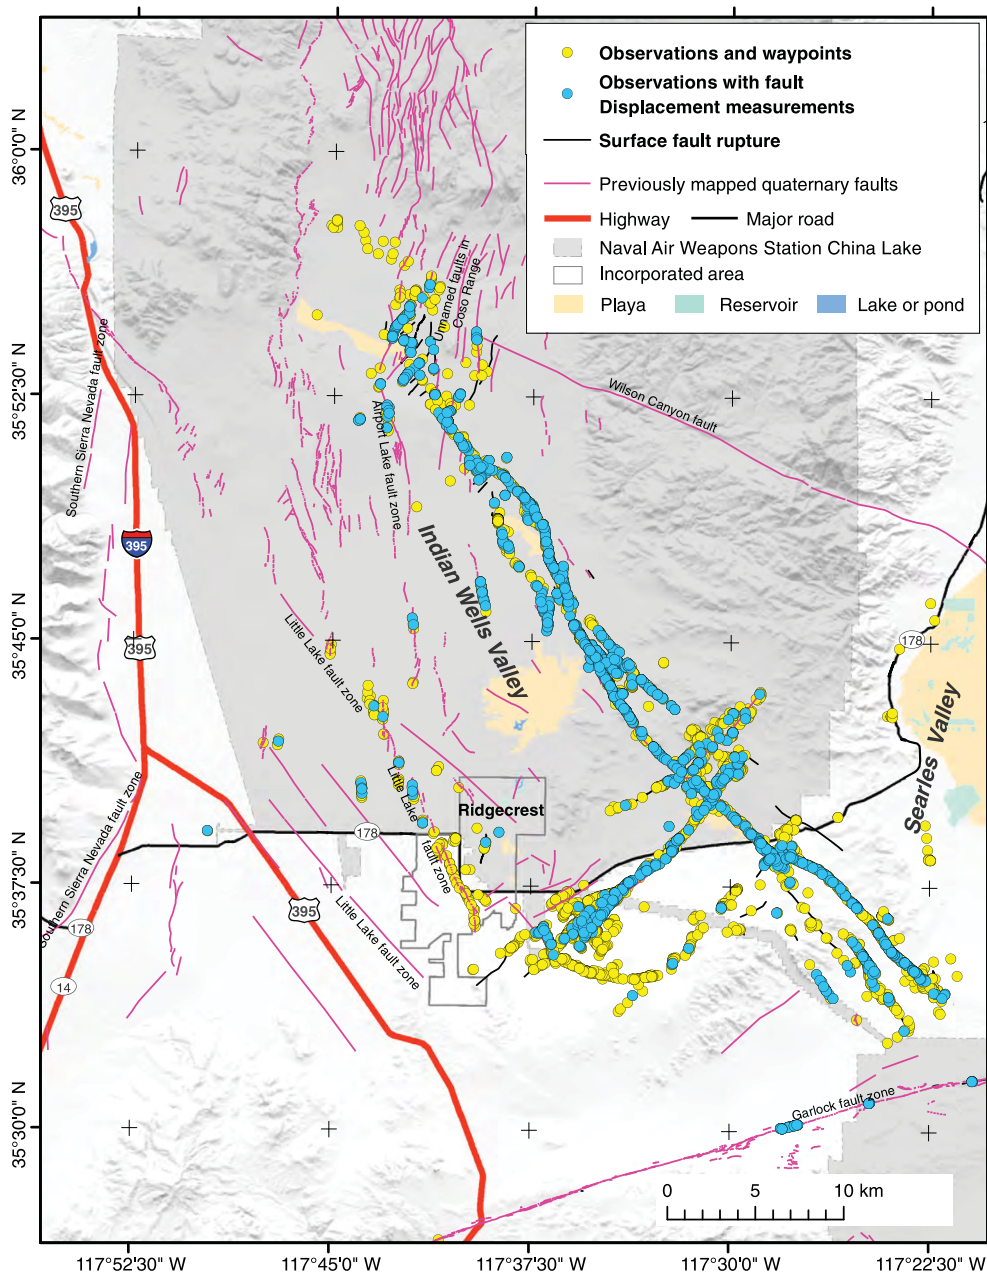 Observations and waypoints
Observations with fault
Displacement measurements
Surface fault rupture
Previously mapped quaternary faults
Highway
Major road
Naval Air Weapons Station China Lake
Incorporated area
Playa
Reservoir
Lake or pond
36°0'0" N
35°52'30" N
35°45'0" N
35°37'30" N
35°30'0" N
395
Unnamed faults in
Coso Range
Southern Sierra Nevada fault zone
Wilson Canyon fault
Airport Lake fault zone
395
Indian Wells Valley
395
Little Lake fault zone
178
Searles Valley
Little Lake
fault zone
Ridgecrest
178
Southern Sierra Nevada fault zone
395
Little Lake fault zone
178
14
Garlock fault zone
0 5 10 km
117°52'30" W
117°45'0" W
117°37'30" W
117°30'0" W
117°22'30" W